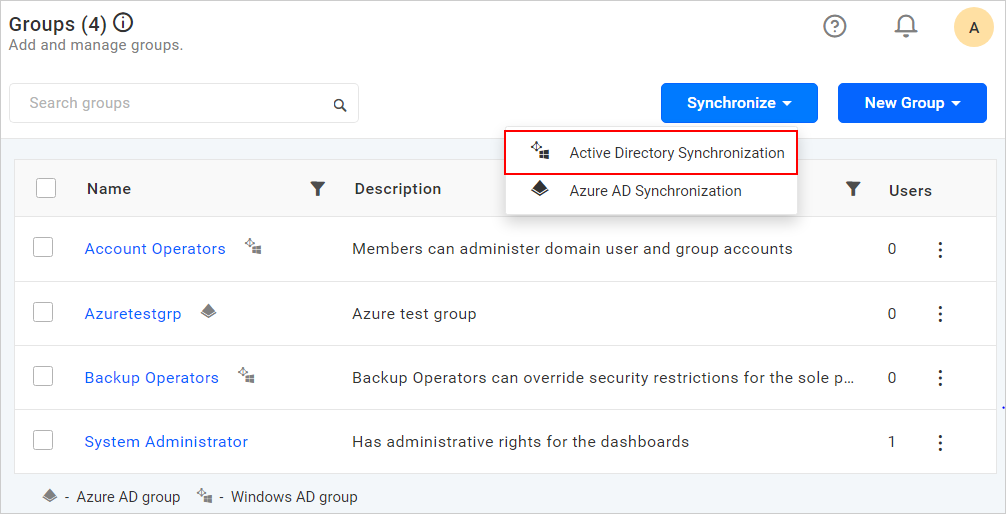 Groups (4)
Add and manage groups.
A
Search groups
Synchronize
New Group
Active Directory Synchronization
Azure AD Synchronization
Name
Description
Users
Account Operators
Members can administer domain user and group accounts
0
Azuretestgrp
Azure test group
0
Backup Operators
Backup Operators can override security restrictions for the sole p...
0
System Administrator
Has administrative rights for the dashboards
1
- Azure AD group
- Windows AD group